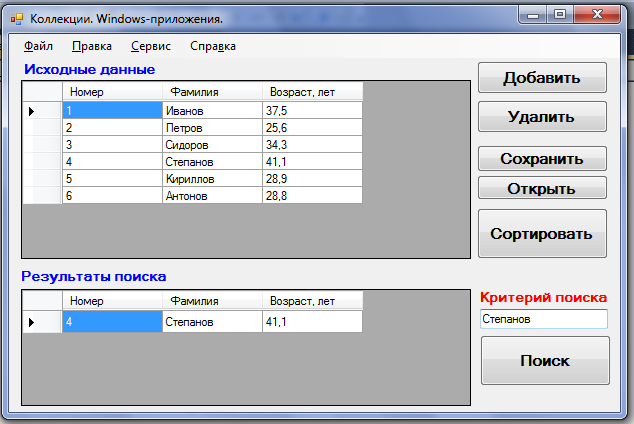 Коллекции. Windows-приложения.
Файл Правка Сервис Справка
Исходные данные
Номер Фамилия Возраст, лет
1 Иванов 37,5
2 Петров 25,6
3 Сидоров 34,3
4 Степанов 41,1
5 Кириллов 28,9
6 Антонов 28,8
Добавить
Удалить
Сохранить
Открыть
Сортировать
Результаты поиска
Номер Фамилия Возраст, лет
4 Степанов 41,1
Критерий поиска
Степанов
Поиск